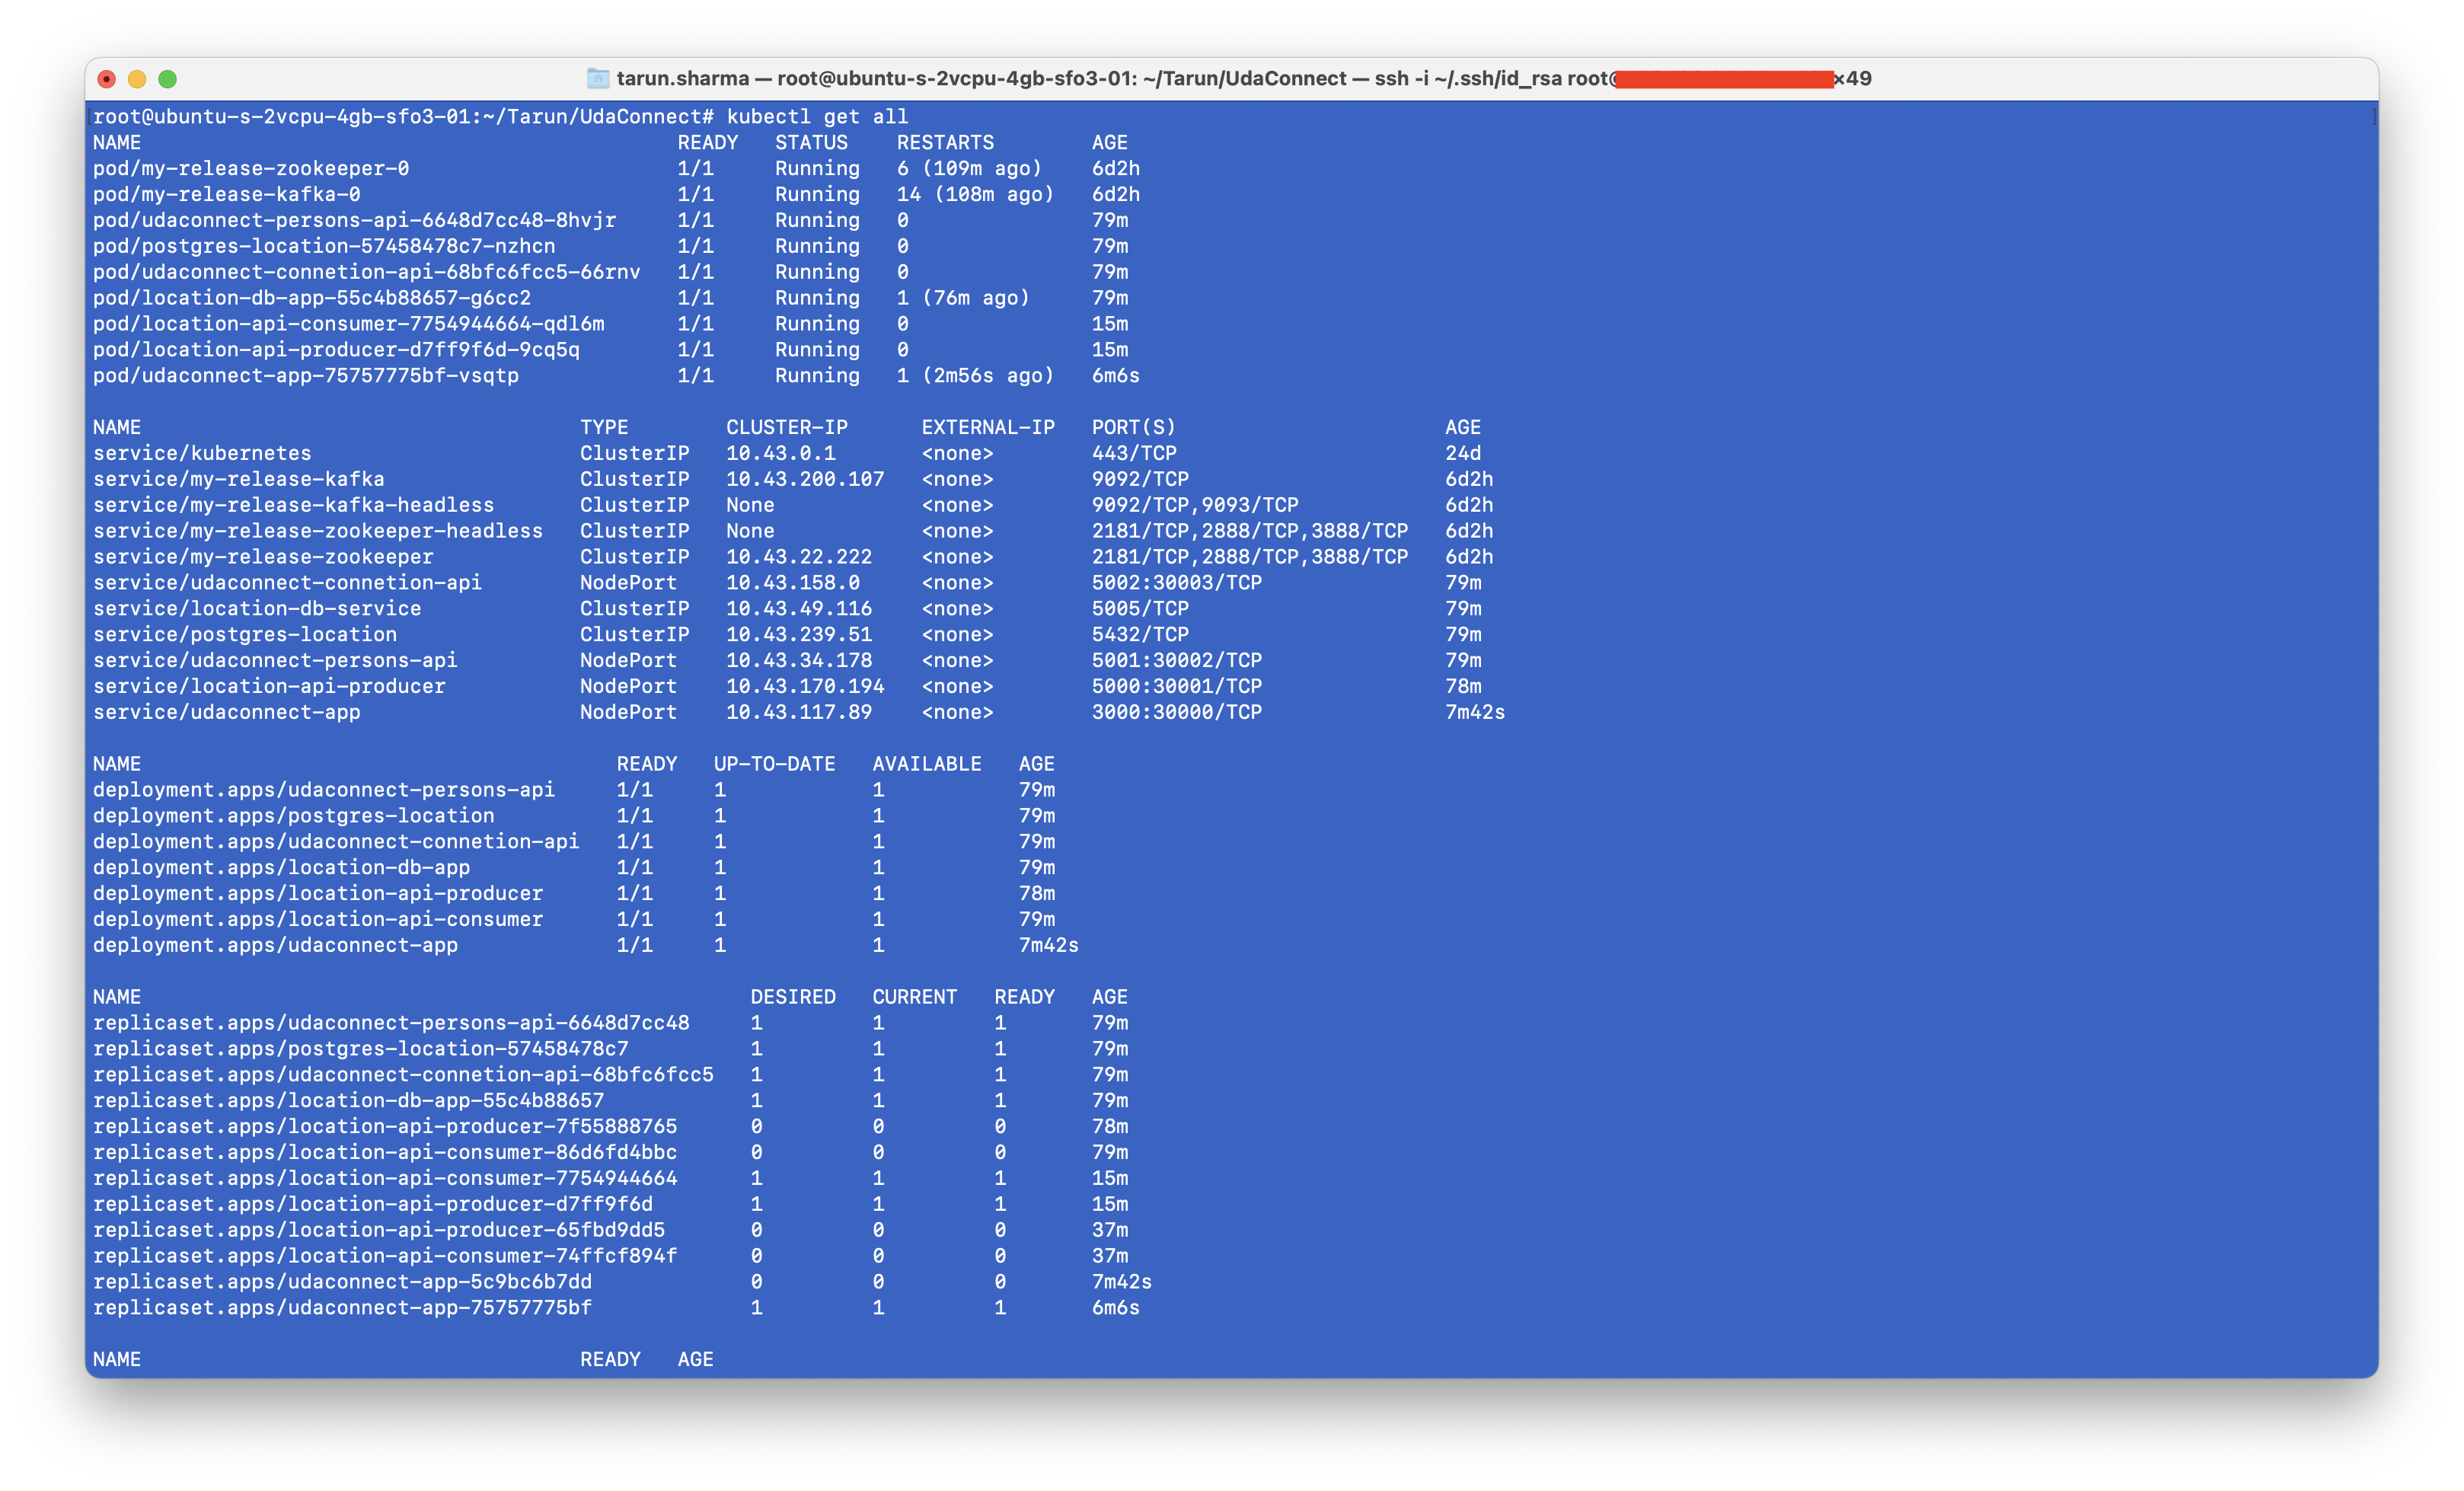 tarun.sharma — root@ubuntu-s-2vcpu-4gb-sfo3-01: ~/Tarun/UdaConnect — ssh -i ~/.ssh/id_rsa root@ ×49
[root@ubuntu-s-2vcpu-4gb-sfo3-01:~/Tarun/UdaConnect# kubectl get all ]
NAME READY STATUS RESTARTS AGE
pod/my-release-zookeeper-0 1/1 Running 6 (109m ago) 6d2h
pod/my-release-kafka-0 1/1 Running 14 (108m ago) 6d2h
pod/udaconnect-persons-api-6648d7cc48-8hvjr 1/1 Running 0 79m
pod/postgres-location-57458478c7-nzhcn 1/1 Running 0 79m
pod/udaconnect-connetion-api-68bfc6fcc5-66rnv 1/1 Running 0 79m
pod/location-db-app-55c4b88657-g6cc2 1/1 Running 1 (76m ago) 79m
pod/location-api-consumer-7754944664-qdl6m 1/1 Running 0 15m
pod/location-api-producer-d7ff9f6d-9cq5q 1/1 Running 0 15m
pod/udaconnect-app-75757775bf-vsqtp 1/1 Running 1 (2m56s ago) 6m6s
NAME TYPE CLUSTER-IP EXTERNAL-IP PORT(S) AGE
service/kubernetes ClusterIP 10.43.0.1 <none> 443/TCP 24d
service/my-release-kafka ClusterIP 10.43.200.107 <none> 9092/TCP 6d2h
service/my-release-kafka-headless ClusterIP None <none> 9092/TCP,9093/TCP 6d2h
service/my-release-zookeeper-headless ClusterIP None <none> 2181/TCP,2888/TCP,3888/TCP 6d2h
service/my-release-zookeeper ClusterIP 10.43.22.222 <none> 2181/TCP,2888/TCP,3888/TCP 6d2h
service/udaconnect-connetion-api NodePort 10.43.158.0 <none> 5002:30003/TCP 79m
service/location-db-service ClusterIP 10.43.49.116 <none> 5005/TCP 79m
service/postgres-location ClusterIP 10.43.239.51 <none> 5432/TCP 79m
service/udaconnect-persons-api NodePort 10.43.34.178 <none> 5001:30002/TCP 79m
service/location-api-producer NodePort 10.43.170.194 <none> 5000:30001/TCP 78m
service/udaconnect-app NodePort 10.43.117.89 <none> 3000:30000/TCP 7m42s
NAME READY UP-TO-DATE AVAILABLE AGE
deployment.apps/udaconnect-persons-api 1/1 1 1 79m
deployment.apps/postgres-location 1/1 1 1 79m
deployment.apps/udaconnect-connetion-api 1/1 1 1 79m
deployment.apps/location-db-app 1/1 1 1 79m
deployment.apps/location-api-producer 1/1 1 1 78m
deployment.apps/location-api-consumer 1/1 1 1 79m
deployment.apps/udaconnect-app 1/1 1 1 7m42s
NAME DESIRED CURRENT READY AGE
replicaset.apps/udaconnect-persons-api-6648d7cc48 1 1 1 79m
replicaset.apps/postgres-location-57458478c7 1 1 1 79m
replicaset.apps/udaconnect-connetion-api-68bfc6fcc5 1 1 1 79m
replicaset.apps/location-db-app-55c4b88657 1 1 1 79m
replicaset.apps/location-api-producer-7f55888765 0 0 0 78m
replicaset.apps/location-api-consumer-86d6fd4bbc 0 0 0 79m
replicaset.apps/location-api-consumer-7754944664 1 1 1 15m
replicaset.apps/location-api-producer-d7ff9f6d 1 1 1 15m
replicaset.apps/location-api-producer-65fbd9dd5 0 0 0 37m
replicaset.apps/location-api-consumer-74ffcf894f 0 0 0 37m
replicaset.apps/udaconnect-app-5c9bc6b7dd 0 0 0 7m42s
replicaset.apps/udaconnect-app-75757775bf 1 1 1 6m6s
NAME READY AGE